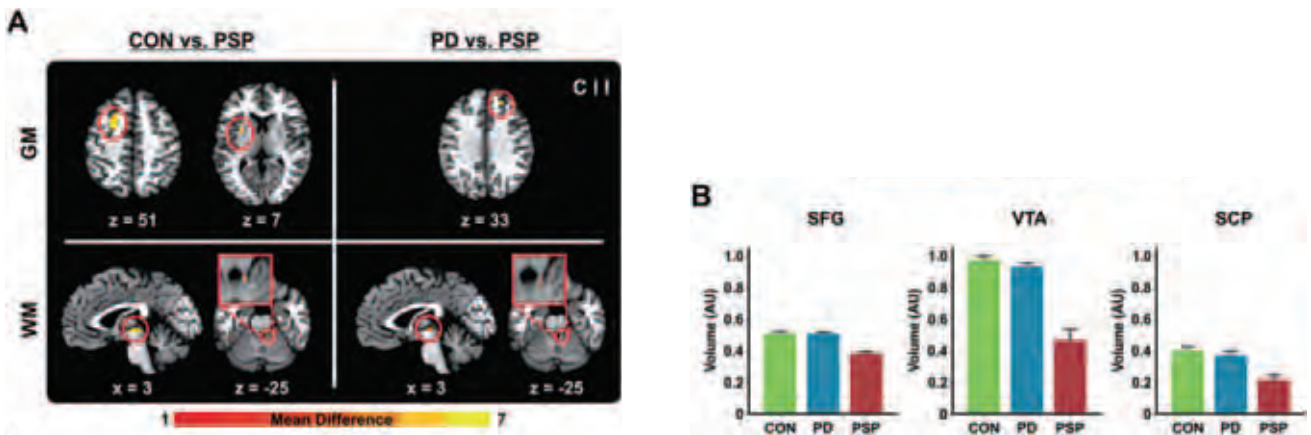 A
CON vs. PSP
PD vs. PSP
C I I
GM
z = 51
z = 7
z = 33
WM
x = 3
z = -25
x = 3
z = -25
1
Mean Difference
7
B
SFG
VTA
SCP
Volume (AU)
1.0
0.8
0.6
0.4
0.2
0
CON
PD
PSP
Volume (AU)
1.0
0.8
0.6
0.4
0.2
0
CON
PD
PSP
Volume (AU)
1.0
0.8
0.6
0.4
0.2
0
CON
PD
PSP